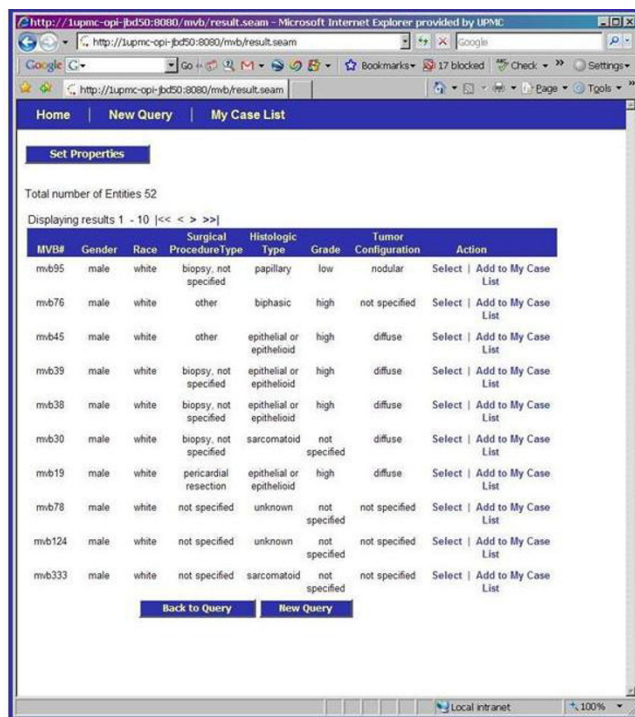 http://1upmc-opi-jbd50:8080/mvb/result.seam - Microsoft Internet Explorer provided by UPMC
http://1upmc-opi-jbd50:8080/mvb/result.seam Google
Google G Go Bookmarks 17 blocked Check » Settings
http://1upmc-opi-jbd50:8080/mvb/result.seam Page Tools »
Home | New Query | My Case List
Set Properties
Total number of Entities 52
Displaying results 1 - 10 |<< < > >>|
Surgical Histologic Tumor
MVB# Gender Race ProcedureType Type Grade Configuration Action
mvb95 male white biopsy, not papillary low nodular Select | Add to My Case
specified List
mvb76 male white other biphasic high not specified Select | Add to My Case
List
mvb45 male white other epithelial or high diffuse Select | Add to My Case
epithelioid List
mvb39 male white biopsy, not epithelial or high diffuse Select | Add to My Case
specified epithelioid List
mvb38 male white biopsy, not epithelial or high diffuse Select | Add to My Case
specified epithelioid List
mvb30 male white biopsy, not sarcomatoid not diffuse Select | Add to My Case
specified specified List
mvb19 male white pericardial epithelial or high diffuse Select | Add to My Case
resection epithelioid List
mvb78 male white not specified unknown not not specified Select | Add to My Case
specified List
mvb124 male white not specified unknown not not specified Select | Add to My Case
specified List
mvb333 male white not specified sarcomatoid not not specified Select | Add to My Case
specified List
Back to Query New Query
Local intranet 100%